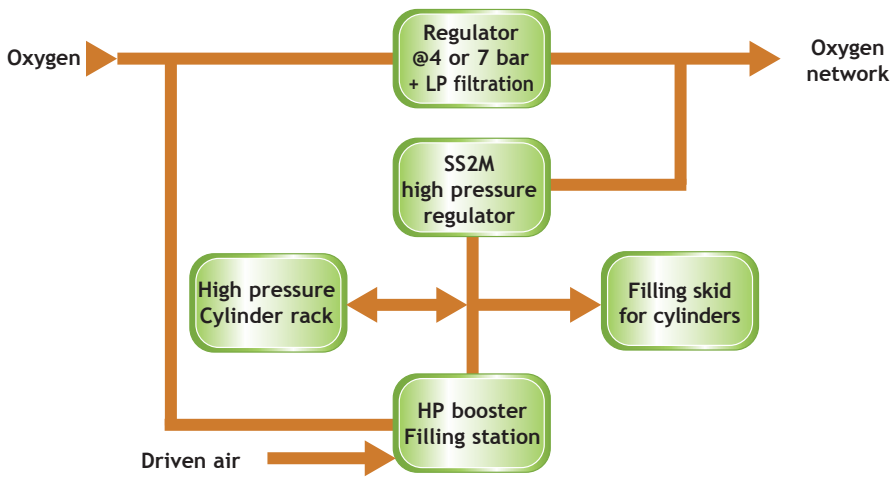 Oxygen
Regulator
@4 or 7 bar
+ LP filtration
Oxygen
network
SS2M
high pressure
regulator
High pressure
Cylinder rack
Filling skid
for cylinders
HP booster
Filling station
Driven air